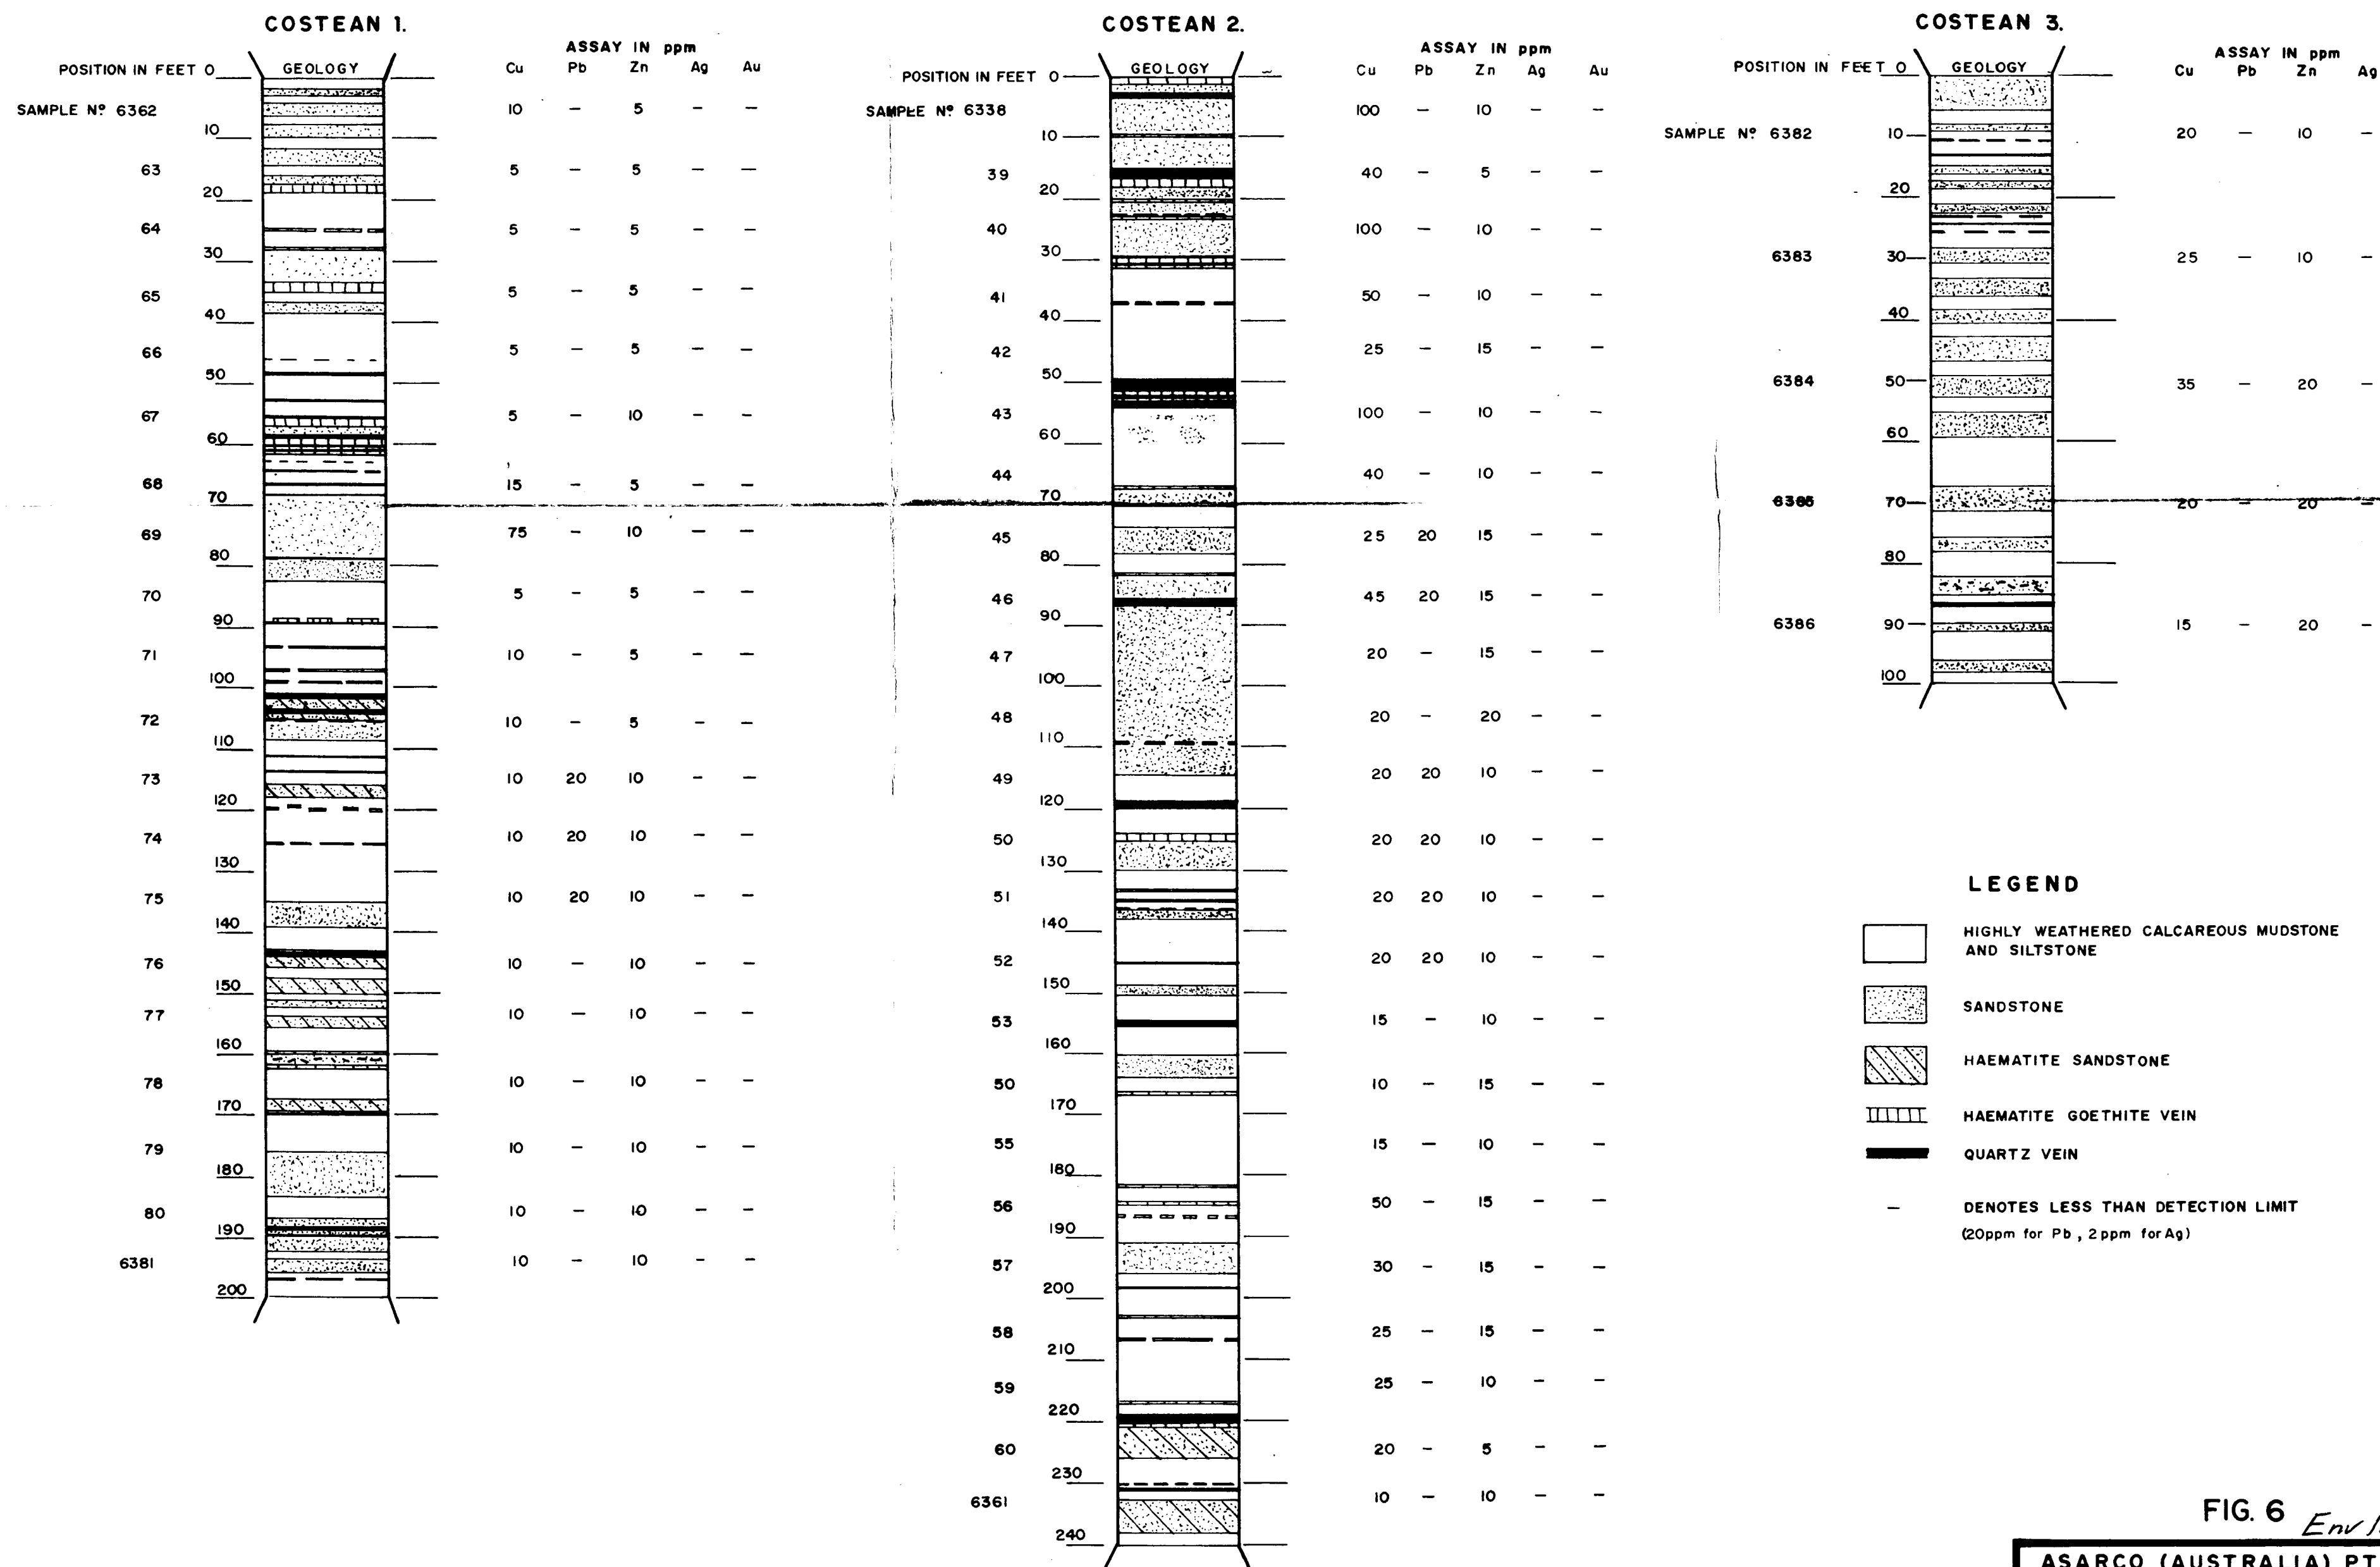 COSTEAN 1.
ASSAY IN ppm
POSITION IN FEET 0 GEOLOGY Cu Pb Zn Ag Au
SAMPLE Nº 6362 10 – 5 – –
10
63 5 – 5 – –
20
64 5 – 5 – –
30
65 5 – 5 – –
40
66 5 – 5 – –
50
67 5 – 10 – –
60
68 15 – 5 – –
70
69 75 – 10 – –
80
70 5 – 5 – –
90
71 10 – 5 – –
100
72 10 – 5 – –
110
73 10 20 10 – –
120
74 10 20 10 – –
130
75 10 20 10 – –
140
76 10 – 10 – –
150
77 10 – 10 – –
160
78 10 – 10 – –
170
79 10 – 10 – –
180
80 10 – 10 – –
190
6381 10 – 10 – –
200
COSTEAN 2.
ASSAY IN ppm
POSITION IN FEET 0 GEOLOGY Cu Pb Zn Ag Au
SAMPLE Nº 6338 100 – 10 – –
10
39 40 – 5 – –
20
40 100 – 10 – –
30
41 50 – 10 – –
40
42 25 – 15 – –
50
43 100 – 10 – –
60
44 40 – 10 – –
70
45 25 20 15 – –
80
46 45 20 15 – –
90
47 20 – 15 – –
100
48 20 – 20 – –
110
49 20 20 10 – –
120
50 20 20 10 – –
130
51 20 20 10 – –
140
52 20 20 10 – –
150
53 15 – 10 – –
160
50 10 – 15 – –
170
55 15 – 10 – –
180
56 50 – 15 – –
190
57 30 – 15 – –
200
58 25 – 15 – –
210
59 25 – 10 – –
220
60 20 – 5 – –
230
6361 10 – 10 – –
240
COSTEAN 3.
ASSAY IN ppm
POSITION IN FEET 0 GEOLOGY Cu Pb Zn Ag
SAMPLE Nº 6382 10 20 – 10 –
20
6383 30 25 – 10 –
40
6384 50 35 – 20 –
60
6385 70 20 – 20 –
80
6386 90 15 – 20 –
100
LEGEND
HIGHLY WEATHERED CALCAREOUS MUDSTONE
AND SILTSTONE
SANDSTONE
HAEMATITE SANDSTONE
HAEMATITE GOETHITE VEIN
QUARTZ VEIN
– DENOTES LESS THAN DETECTION LIMIT
(20ppm for Pb, 2ppm for Ag)
FIG. 6
Env
ASARCO (AUSTRALIA)